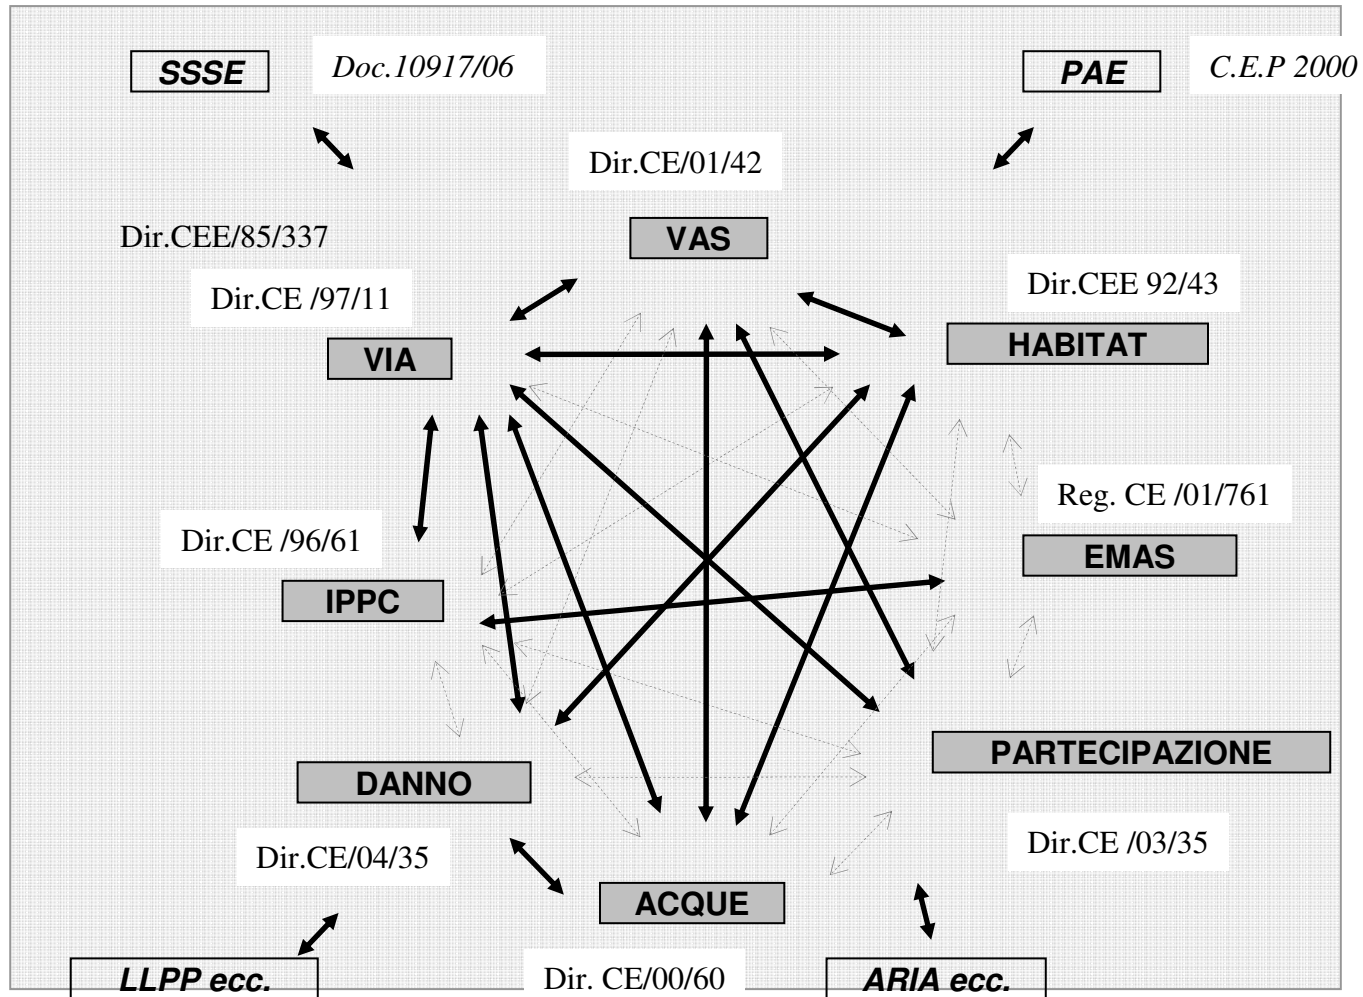 SSSE
Doc.10917/06
PAE
C.E.P 2000
Dir.CE/01/42
VAS
Dir.CEE/85/337
Dir.CE /97/11
VIA
Dir.CEE 92/43
HABITAT
Reg. CE /01/761
EMAS
Dir.CE /96/61
IPPC
PARTECIPAZIONE
Dir.CE /03/35
DANNO
Dir.CE/04/35
ACQUE
Dir. CE/00/60
LLPP ecc.
ARIA ecc.